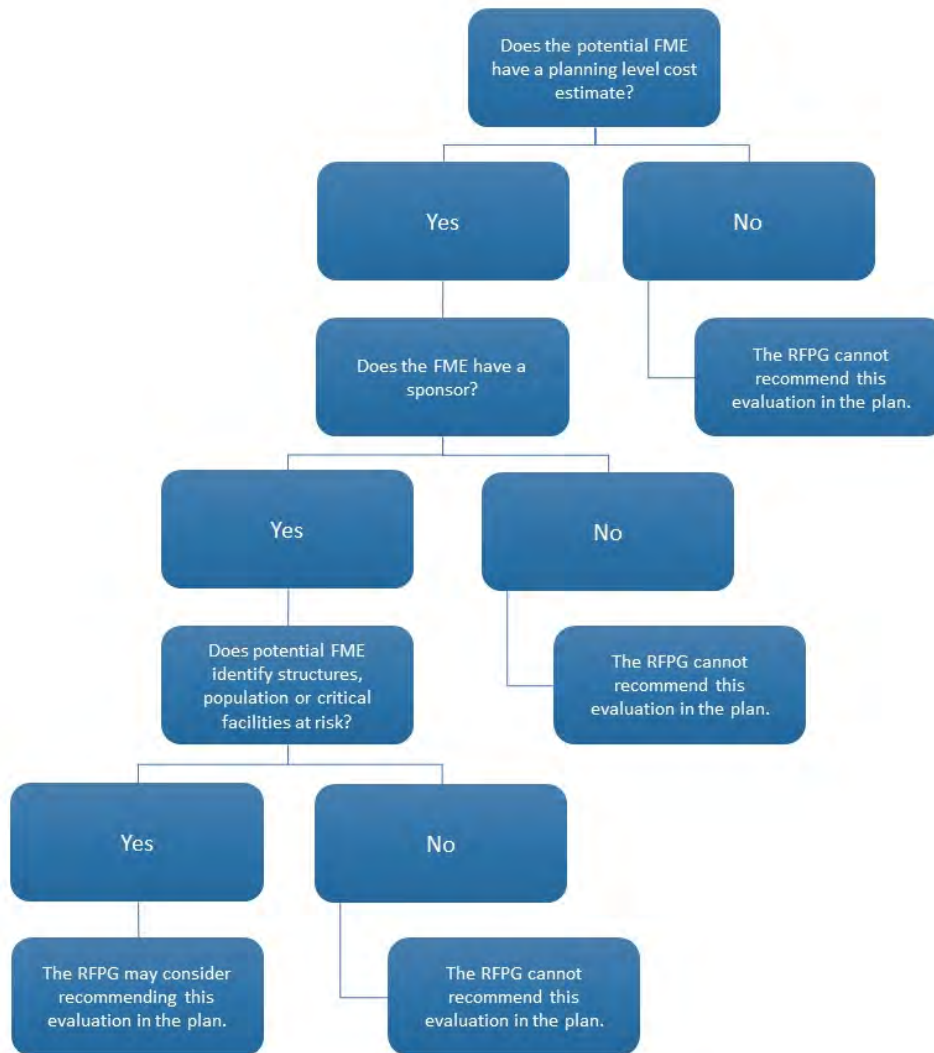 Does the potential FME
have a planning level cost
estimate?
Yes
No
Does the FME have a
sponsor?
The RFPG cannot
recommend this
evaluation in the plan.
Yes
No
Does potential FME
identify structures,
population or critical
facilities at risk?
The RFPG cannot
recommend this
evaluation in the plan.
Yes
No
The RFPG may consider
recommending this
evaluation in the plan.
The RFPG cannot
recommend this
evaluation in the plan.